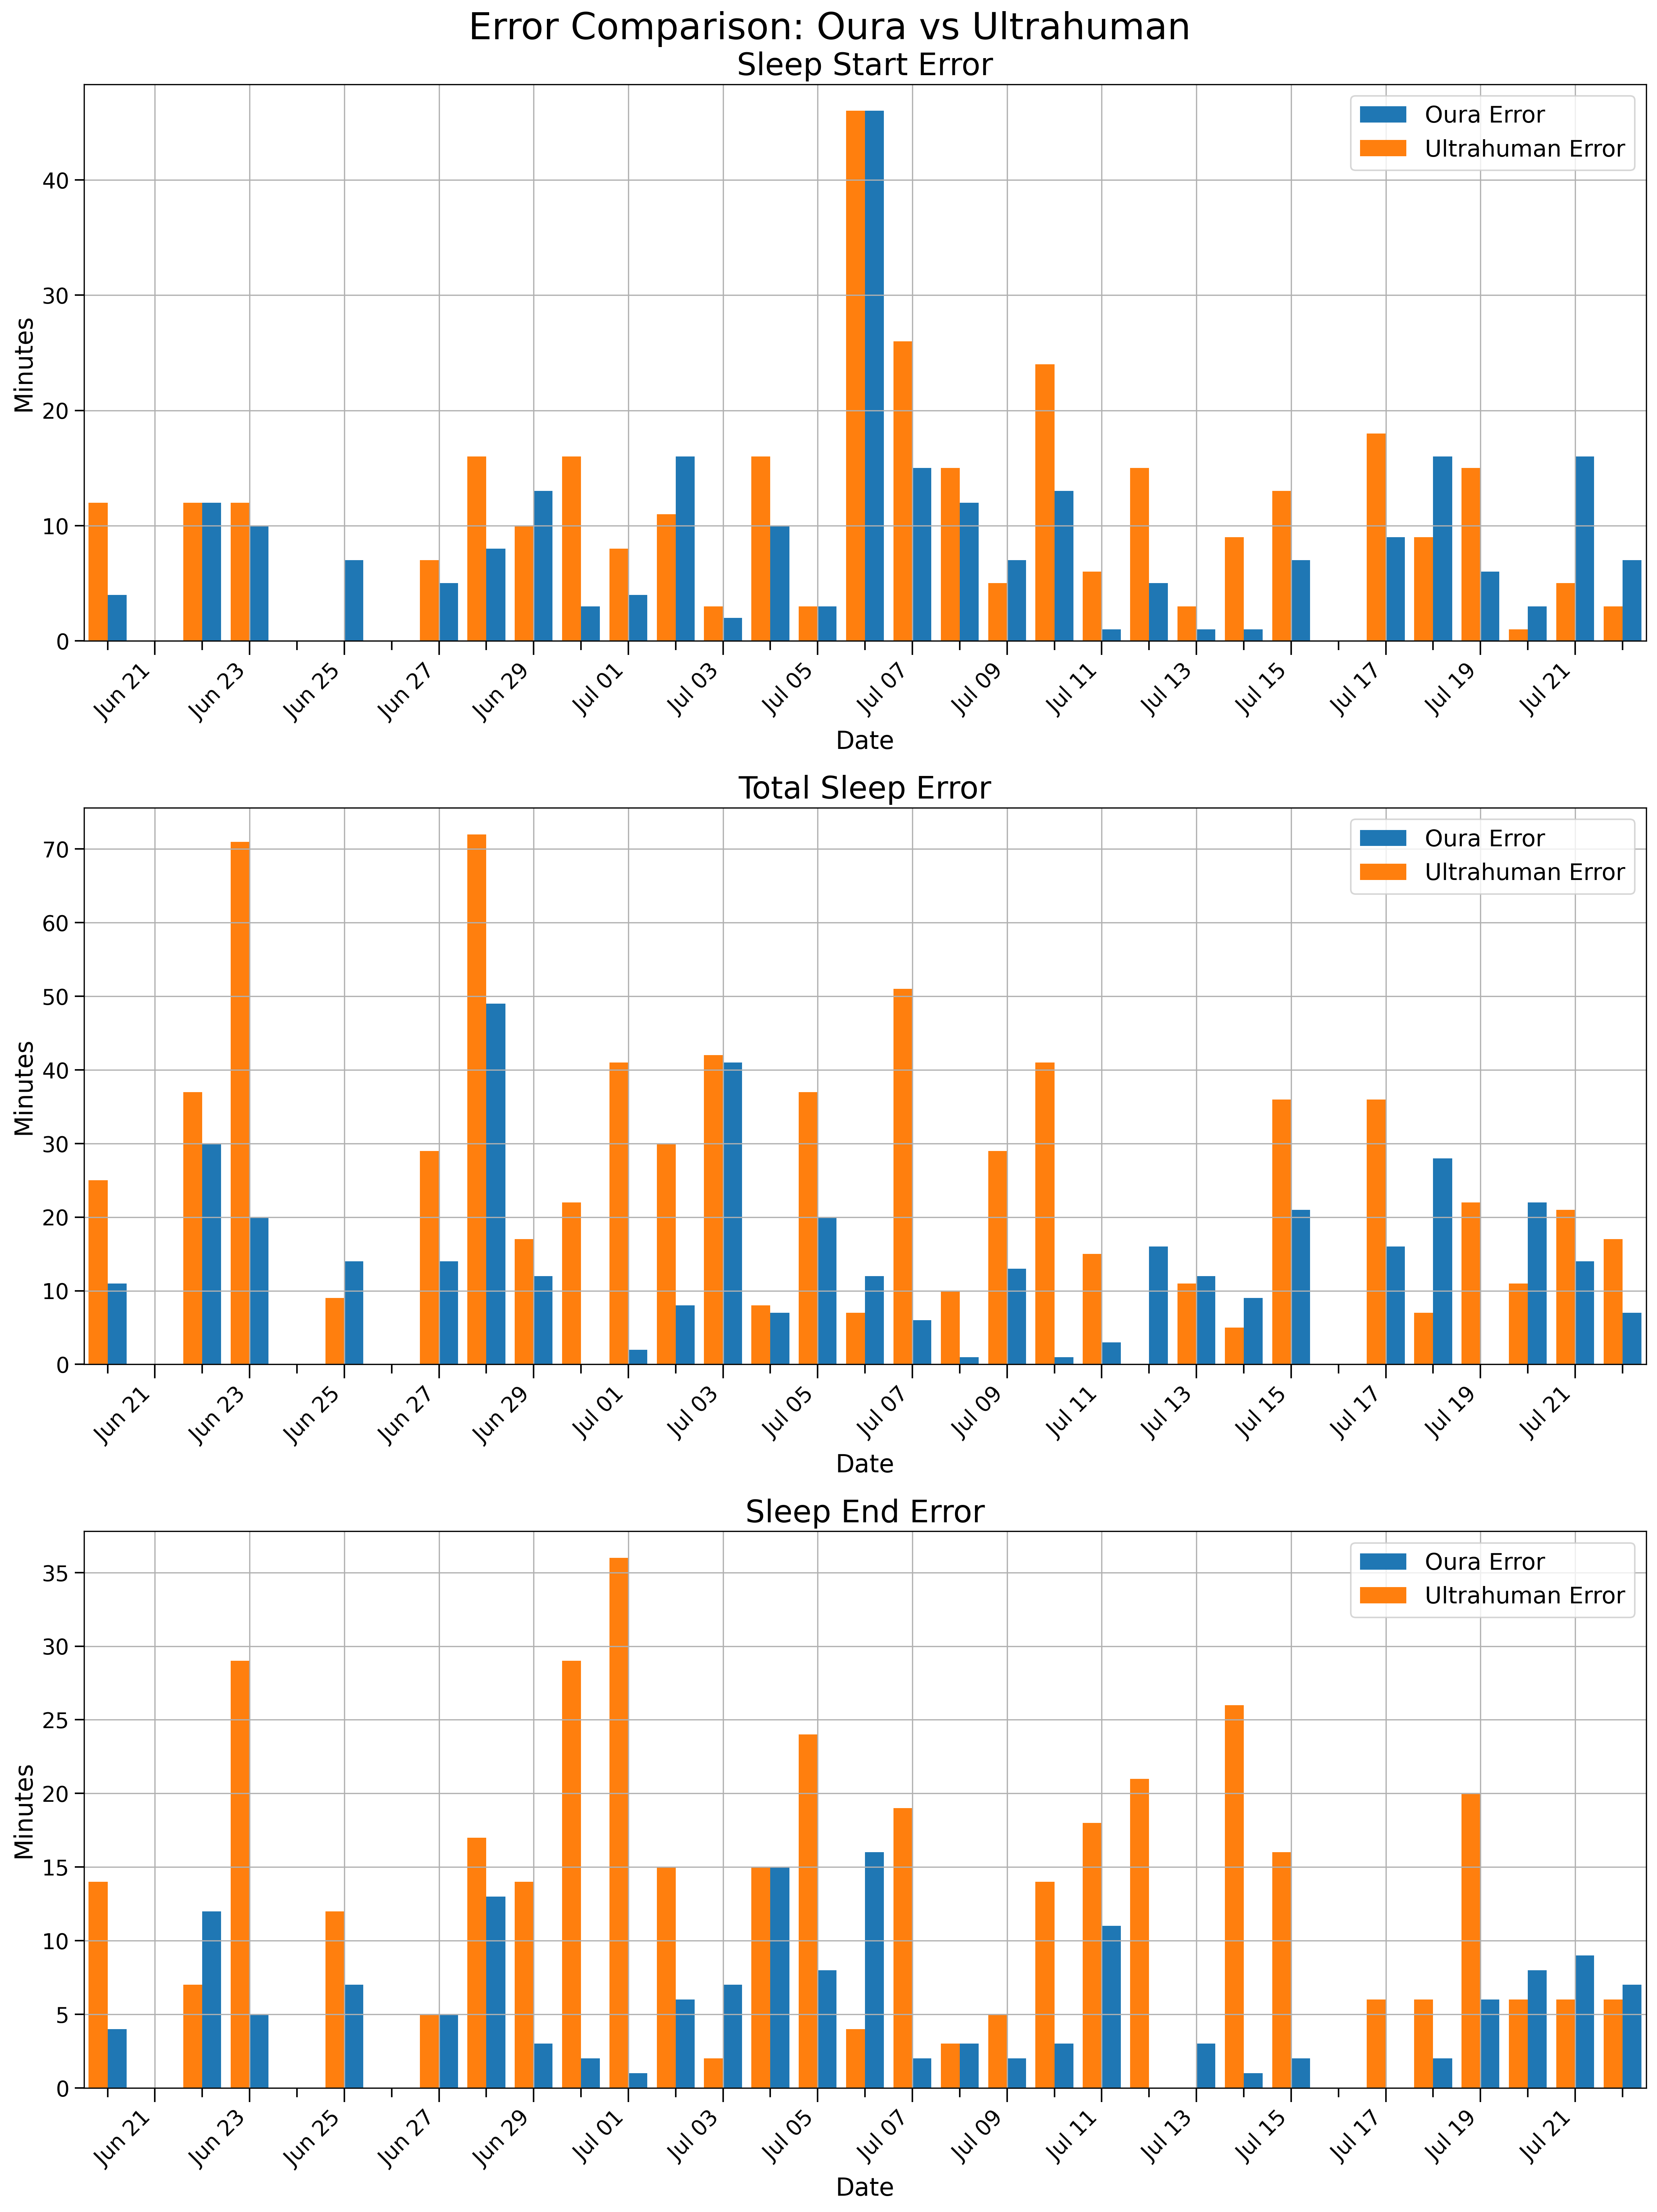 Error Comparison: Oura vs Ultrahuman
Sleep Start Error
Oura Error
Ultrahuman Error
Minutes
40
30
20
10
0
Jun 21 Jun 23 Jun 25 Jun 27 Jun 29 Jul 01 Jul 03 Jul 05 Jul 07 Jul 09 Jul 11 Jul 13 Jul 15 Jul 17 Jul 19 Jul 21
Date
Total Sleep Error
Oura Error
Ultrahuman Error
Minutes
70
60
50
40
30
20
10
0
Jun 21 Jun 23 Jun 25 Jun 27 Jun 29 Jul 01 Jul 03 Jul 05 Jul 07 Jul 09 Jul 11 Jul 13 Jul 15 Jul 17 Jul 19 Jul 21
Date
Sleep End Error
Oura Error
Ultrahuman Error
Minutes
35
30
25
20
15
10
5
0
Jun 21 Jun 23 Jun 25 Jun 27 Jun 29 Jul 01 Jul 03 Jul 05 Jul 07 Jul 09 Jul 11 Jul 13 Jul 15 Jul 17 Jul 19 Jul 21
Date